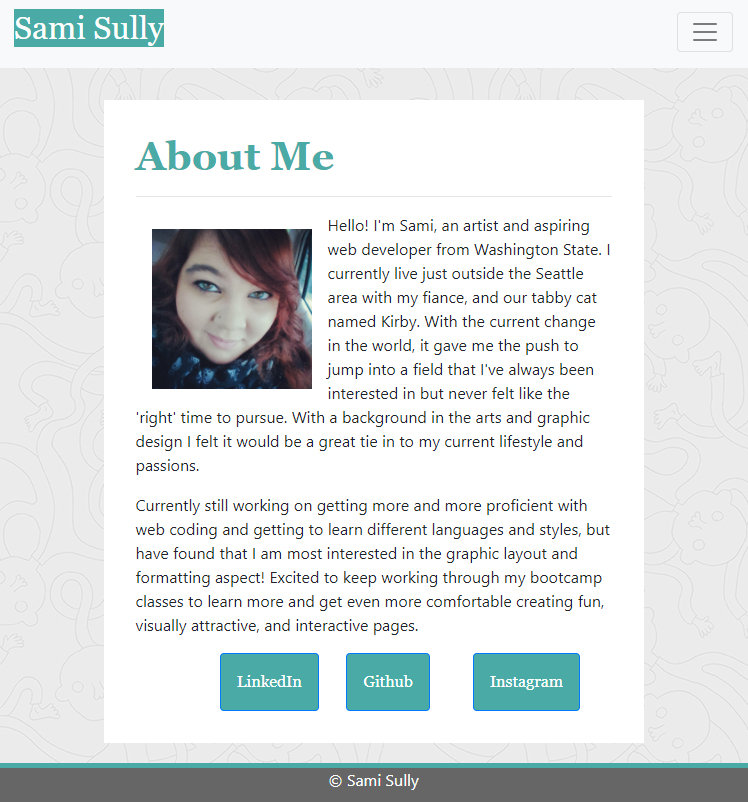 Sami Sully
About Me
Hello! I'm Sami, an artist and aspiring
web developer from Washington State. I
currently live just outside the Seattle
area with my fiance, and our tabby cat
named Kirby. With the current change
in the world, it gave me the push to
jump into a field that I've always been
interested in but never felt like the
'right' time to pursue. With a background in the arts and graphic
design I felt it would be a great tie in to my current lifestyle and
passions.
Currently still working on getting more and more proficient with
web coding and getting to learn different languages and styles, but
have found that I am most interested in the graphic layout and
formatting aspect! Excited to keep working through my bootcamp
classes to learn more and get even more comfortable creating fun,
visually attractive, and interactive pages.
LinkedIn Github Instagram
© Sami Sully